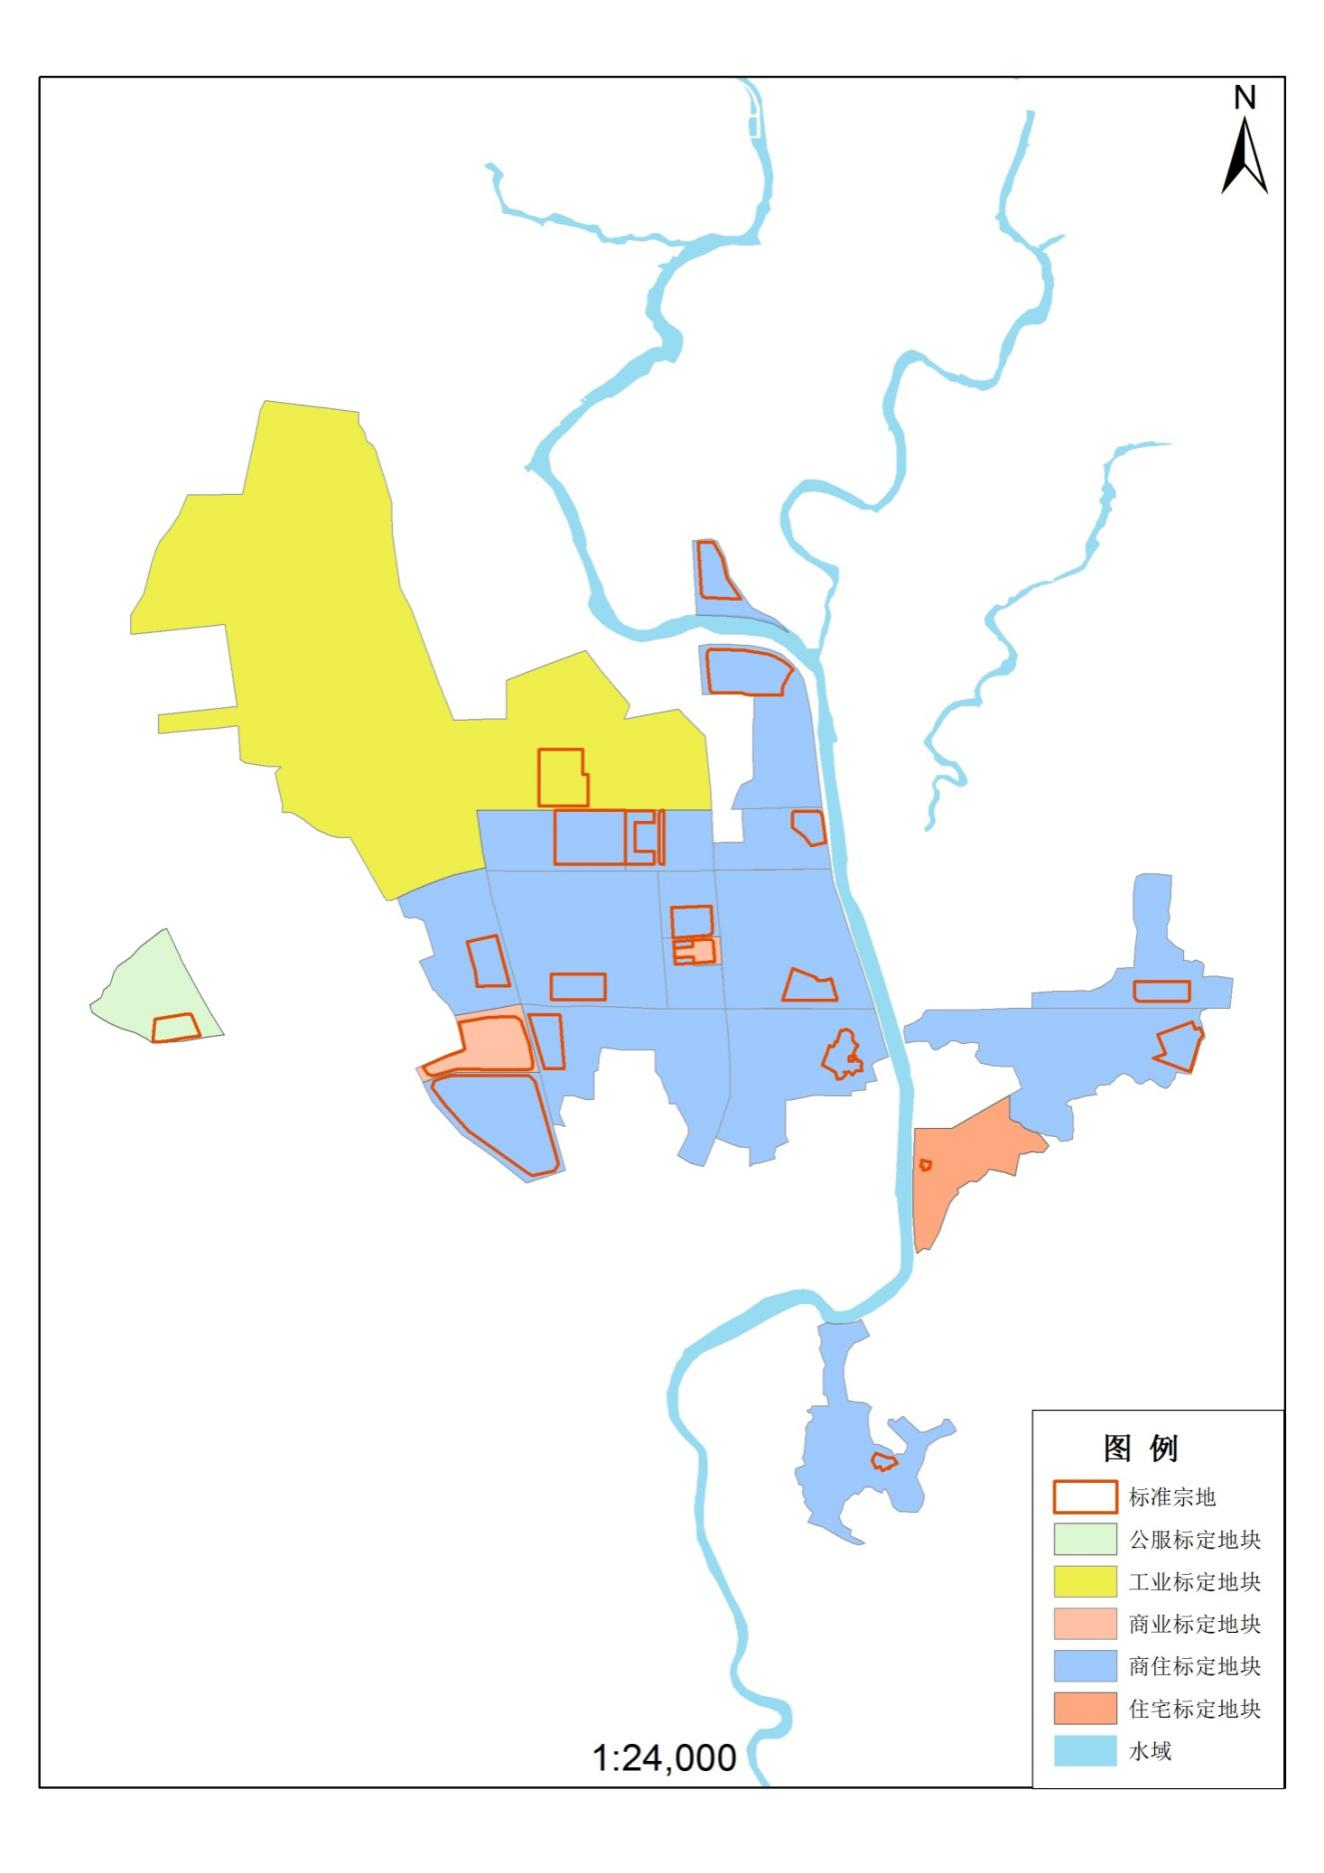 N
图 例
标准宗地
公服标定地块
工业标定地块
商业标定地块
商住标定地块
住宅标定地块
水域
1:24,000